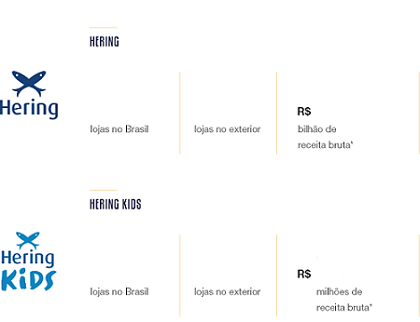 HERING
Hering
R$
lojas no Brasil
lojas no exterior
bilhão de
receita bruta*
HERING KIDS
Hering
KiDS
R$
lojas no Brasil
lojas no exterior
milhões de
receita bruta*